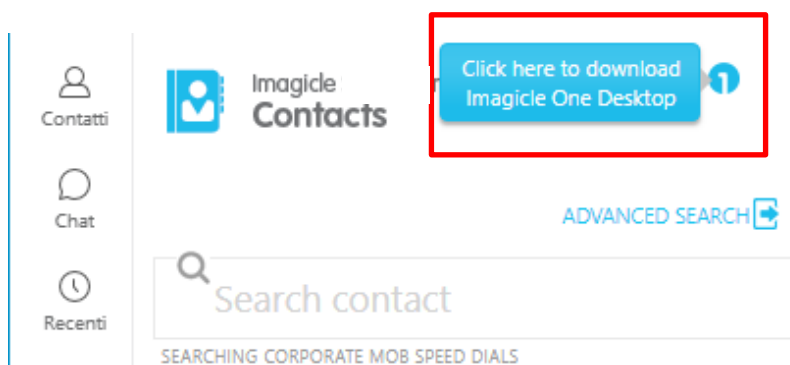 Contatti
Chat
Recenti
Imagicle
Contacts
Click here to download
Imagicle One Desktop
1
ADVANCED SEARCH
Search contact
SEARCHING CORPORATE MOB SPEED DIALS